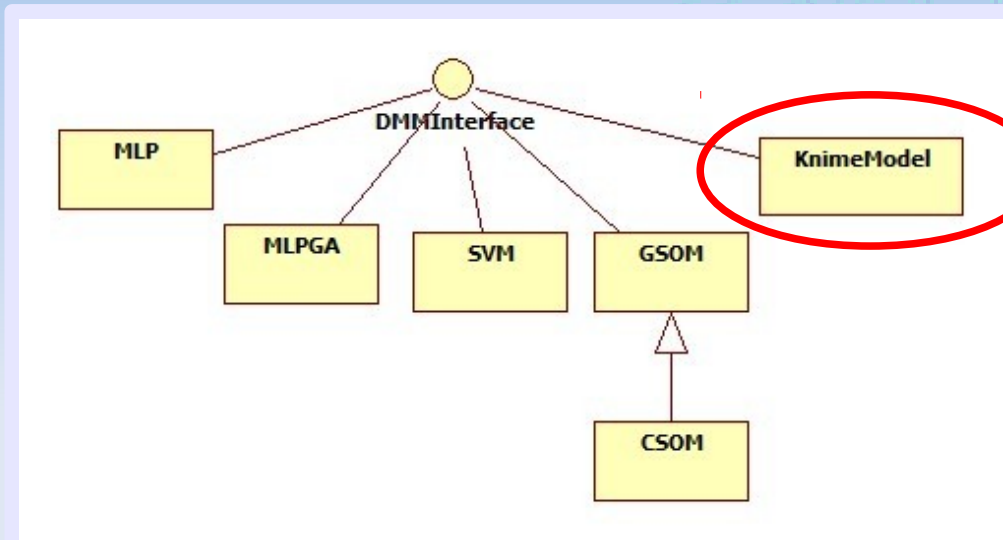 DMMInterface
MLP
KnimeModel
MLPGA
SVM
GSOM
CSOM